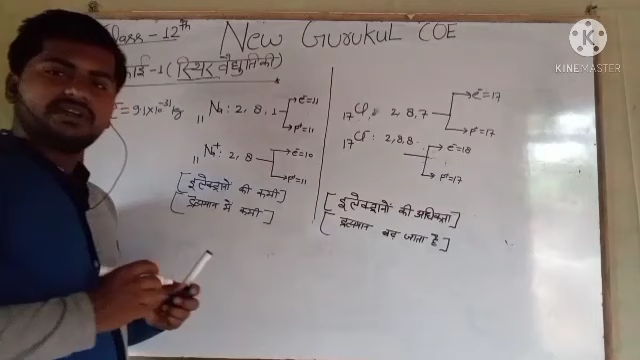 Class - 12th
New Gurukul COE
इकाई-1 (स्थिर वैद्युतिकी)
= 9.1×10⁻³¹ kg
₁₁Na : 2, 8, 1 e⁻=11
p⁺=11
₁₁Na⁺ : 2, 8 e⁻=10
p⁺=11
[इलेक्ट्रानों की कमी]
[द्रव्यमान में कमी]
₁₇Cl : 2, 8, 7 e⁻=17
p⁺=17
₁₇Cl⁻ : 2, 8, 8 e⁻=18
p⁺=17
[इलेक्ट्रानों की अधिकता]
[द्रव्यमान बढ़ जाता है]
KINEMASTER